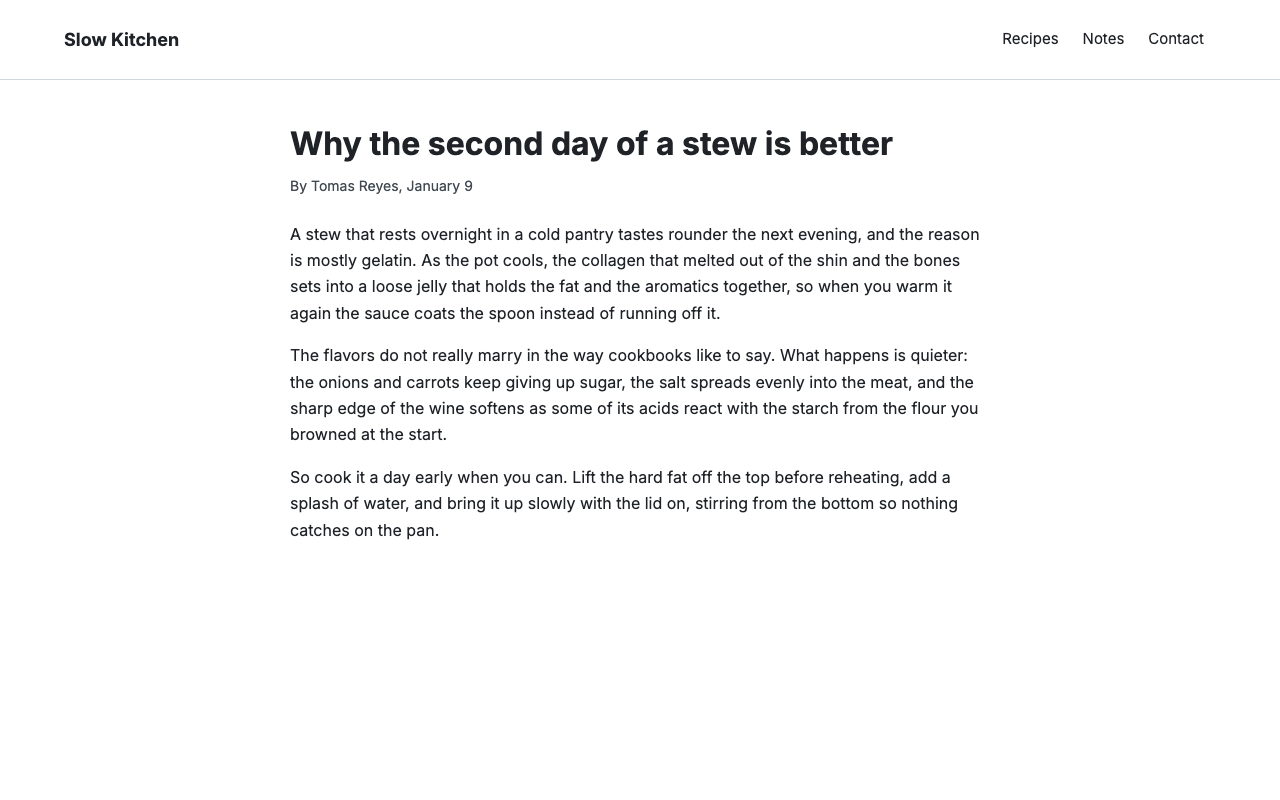 Slow Kitchen
Recipes Notes Contact
Why the second day of a stew is better
By Tomas Reyes, January 9
A stew that rests overnight in a cold pantry tastes rounder the next evening, and the reason
is mostly gelatin. As the pot cools, the collagen that melted out of the shin and the bones
sets into a loose jelly that holds the fat and the aromatics together, so when you warm it
again the sauce coats the spoon instead of running off it.
The flavors do not really marry in the way cookbooks like to say. What happens is quieter:
the onions and carrots keep giving up sugar, the salt spreads evenly into the meat, and the
sharp edge of the wine softens as some of its acids react with the starch from the flour you
browned at the start.
So cook it a day early when you can. Lift the hard fat off the top before reheating, add a
splash of water, and bring it up slowly with the lid on, stirring from the bottom so nothing
catches on the pan.